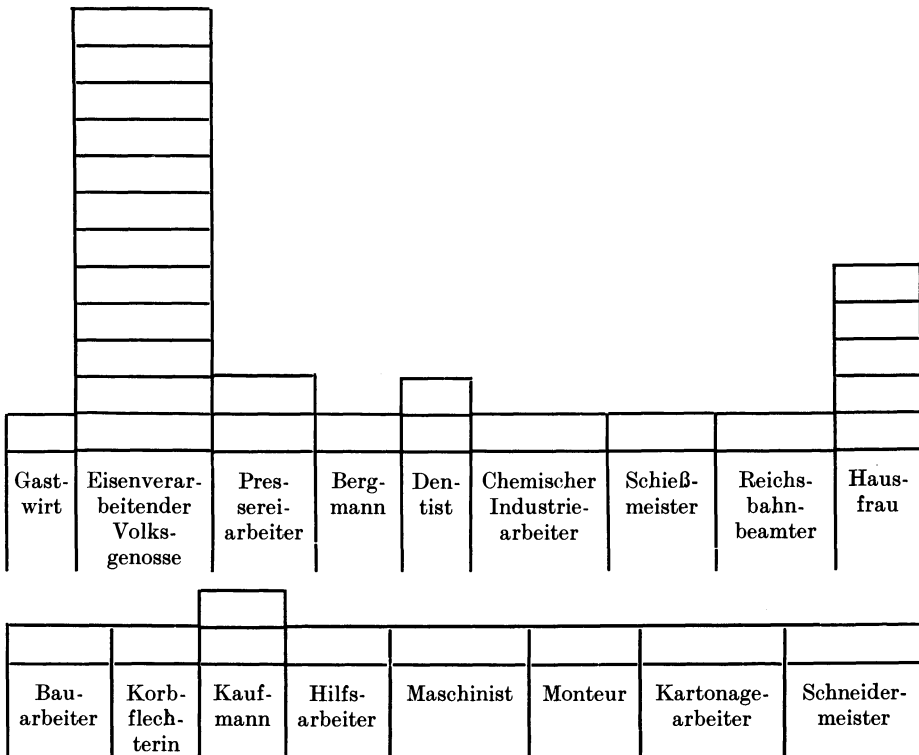 Gast-
wirt
Eisenverar-
beitender
Volks-
genosse
Pres-
serei-
arbeiter
Berg-
mann
Den-
tist
Chemischer
Industrie-
arbeiter
Schieß-
meister
Reichs-
bahn-
beamter
Haus-
frau
Bau-
arbeiter
Korb-
flech-
terin
Kauf-
mann
Hilfs-
arbeiter
Maschinist
Monteur
Kartonage-
arbeiter
Schneider-
meister